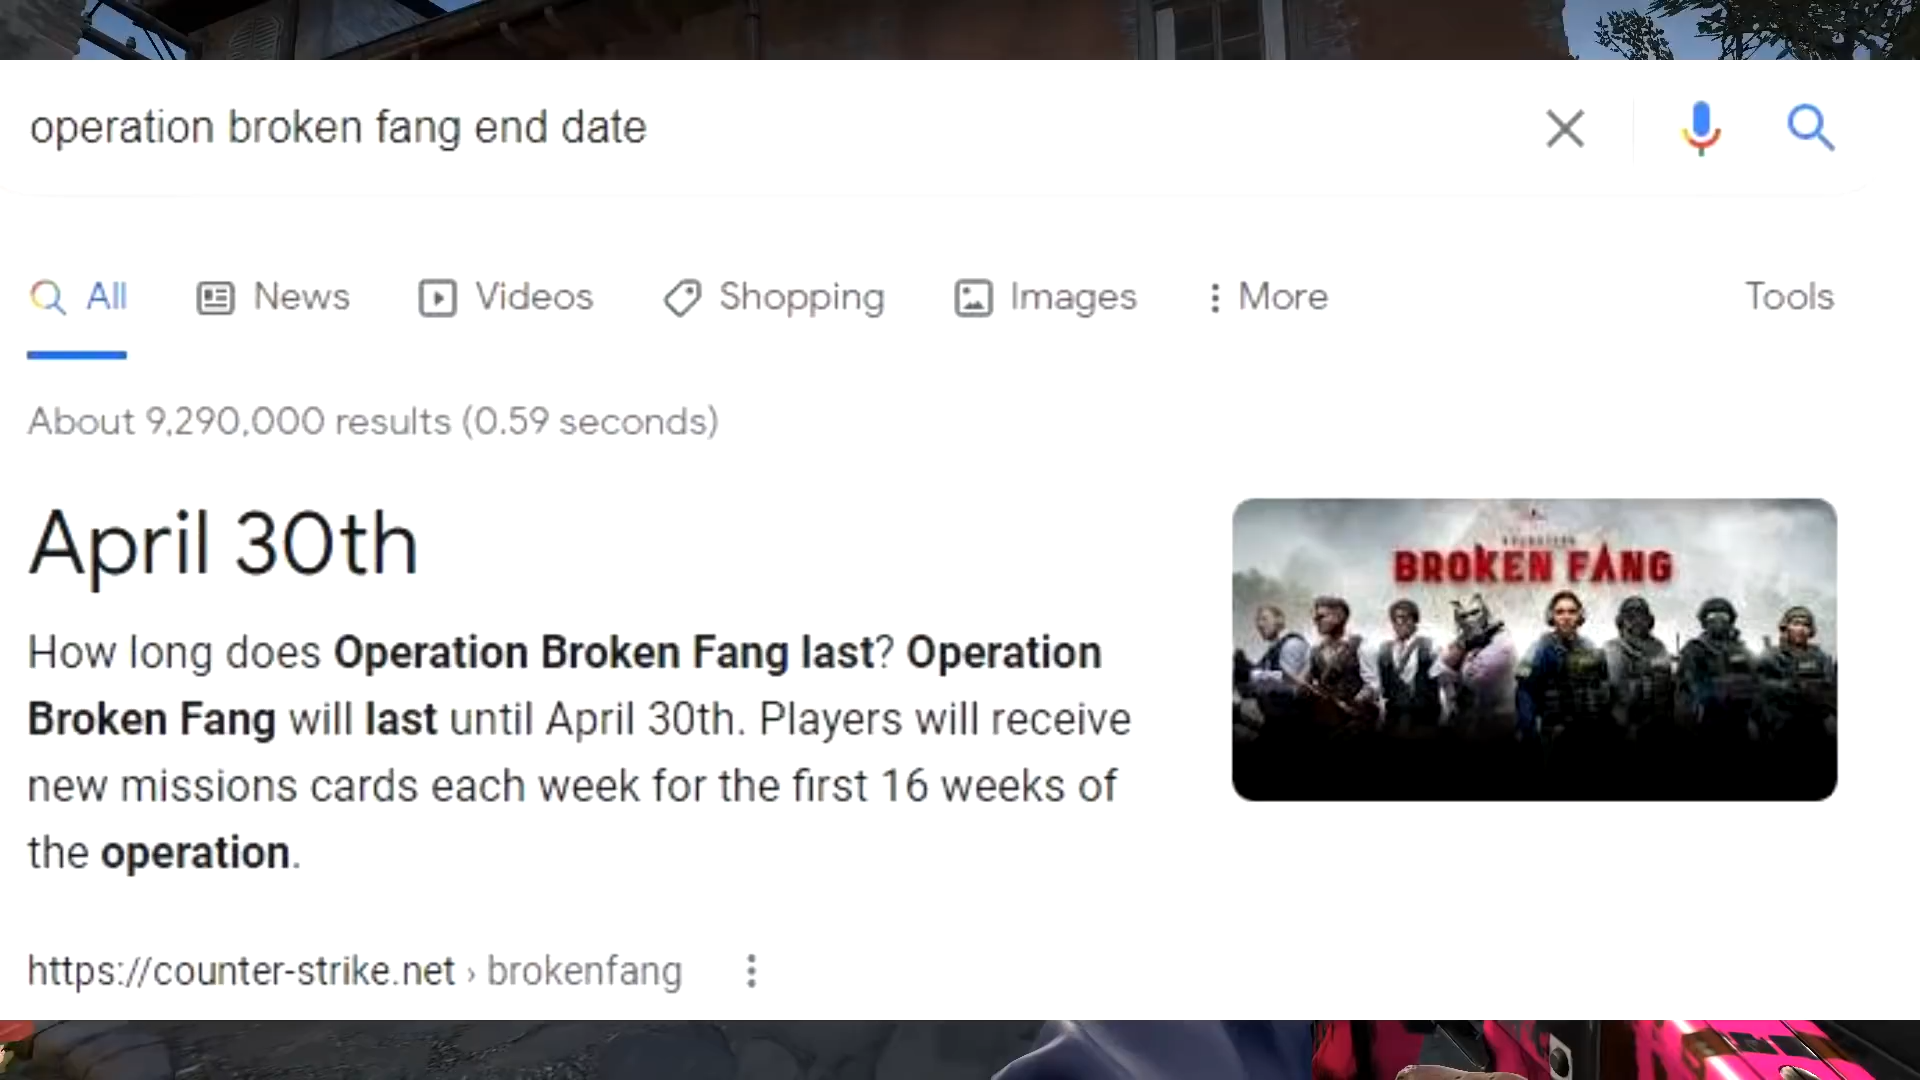 operation broken fang end date
All News Videos Shopping Images More Tools
About 9,290,000 results (0.59 seconds)
April 30th
BROKEN FANG
How long does Operation Broken Fang last? Operation
Broken Fang will last until April 30th. Players will receive
new missions cards each week for the first 16 weeks of
the operation.
https://counter-strike.net › brokenfang